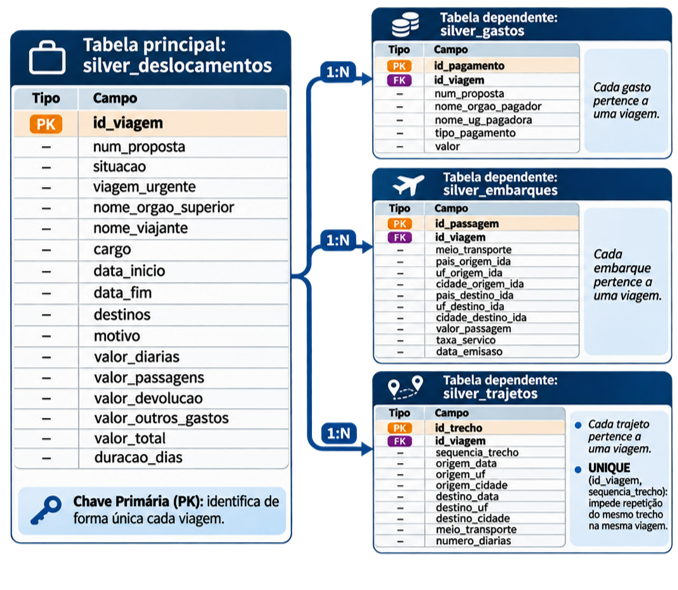 Tabela principal:
silver_deslocamentos
Tipo Campo
PK id_viagem
– num_proposta
– situacao
– viagem_urgente
– nome_orgao_superior
– nome_viajante
– cargo
– data_inicio
– data_fim
– destinos
– motivo
– valor_diarias
– valor_passagens
– valor_devolucao
– valor_outros_gastos
– valor_total
– duracao_dias
Chave Primária (PK): identifica de
forma única cada viagem.
1:N
Tabela dependente:
silver_gastos
Tipo Campo
PK id_pagamento
FK id_viagem
– num_proposta
– nome_orgao_pagador
– nome_ug_pagadora
– tipo_pagamento
– valor
Cada gasto
pertence a
uma viagem.
1:N
Tabela dependente:
silver_embarques
Tipo Campo
PK id_passagem
FK id_viagem
– meio_transporte
– pais_origem_ida
– uf_origem_ida
– cidade_origem_ida
– pais_destino_ida
– uf_destino_ida
– cidade_destino_ida
– valor_passagem
– taxa_servico
– data_emisaso
Cada
embarque
pertence a
uma viagem.
1:N
Tabela dependente:
silver_trajetos
Tipo Campo
PK id_trecho
FK id_viagem
– sequencia_trecho
– origem_data
– origem_uf
– origem_cidade
– destino_data
– destino_uf
– destino_cidade
– meio_transporte
– numero_diarias
• Cada trajeto
pertence a
uma viagem.
• UNIQUE
(id_viagem,
sequencia_trecho):
impede repetição
do mesmo trecho
na mesma viagem.